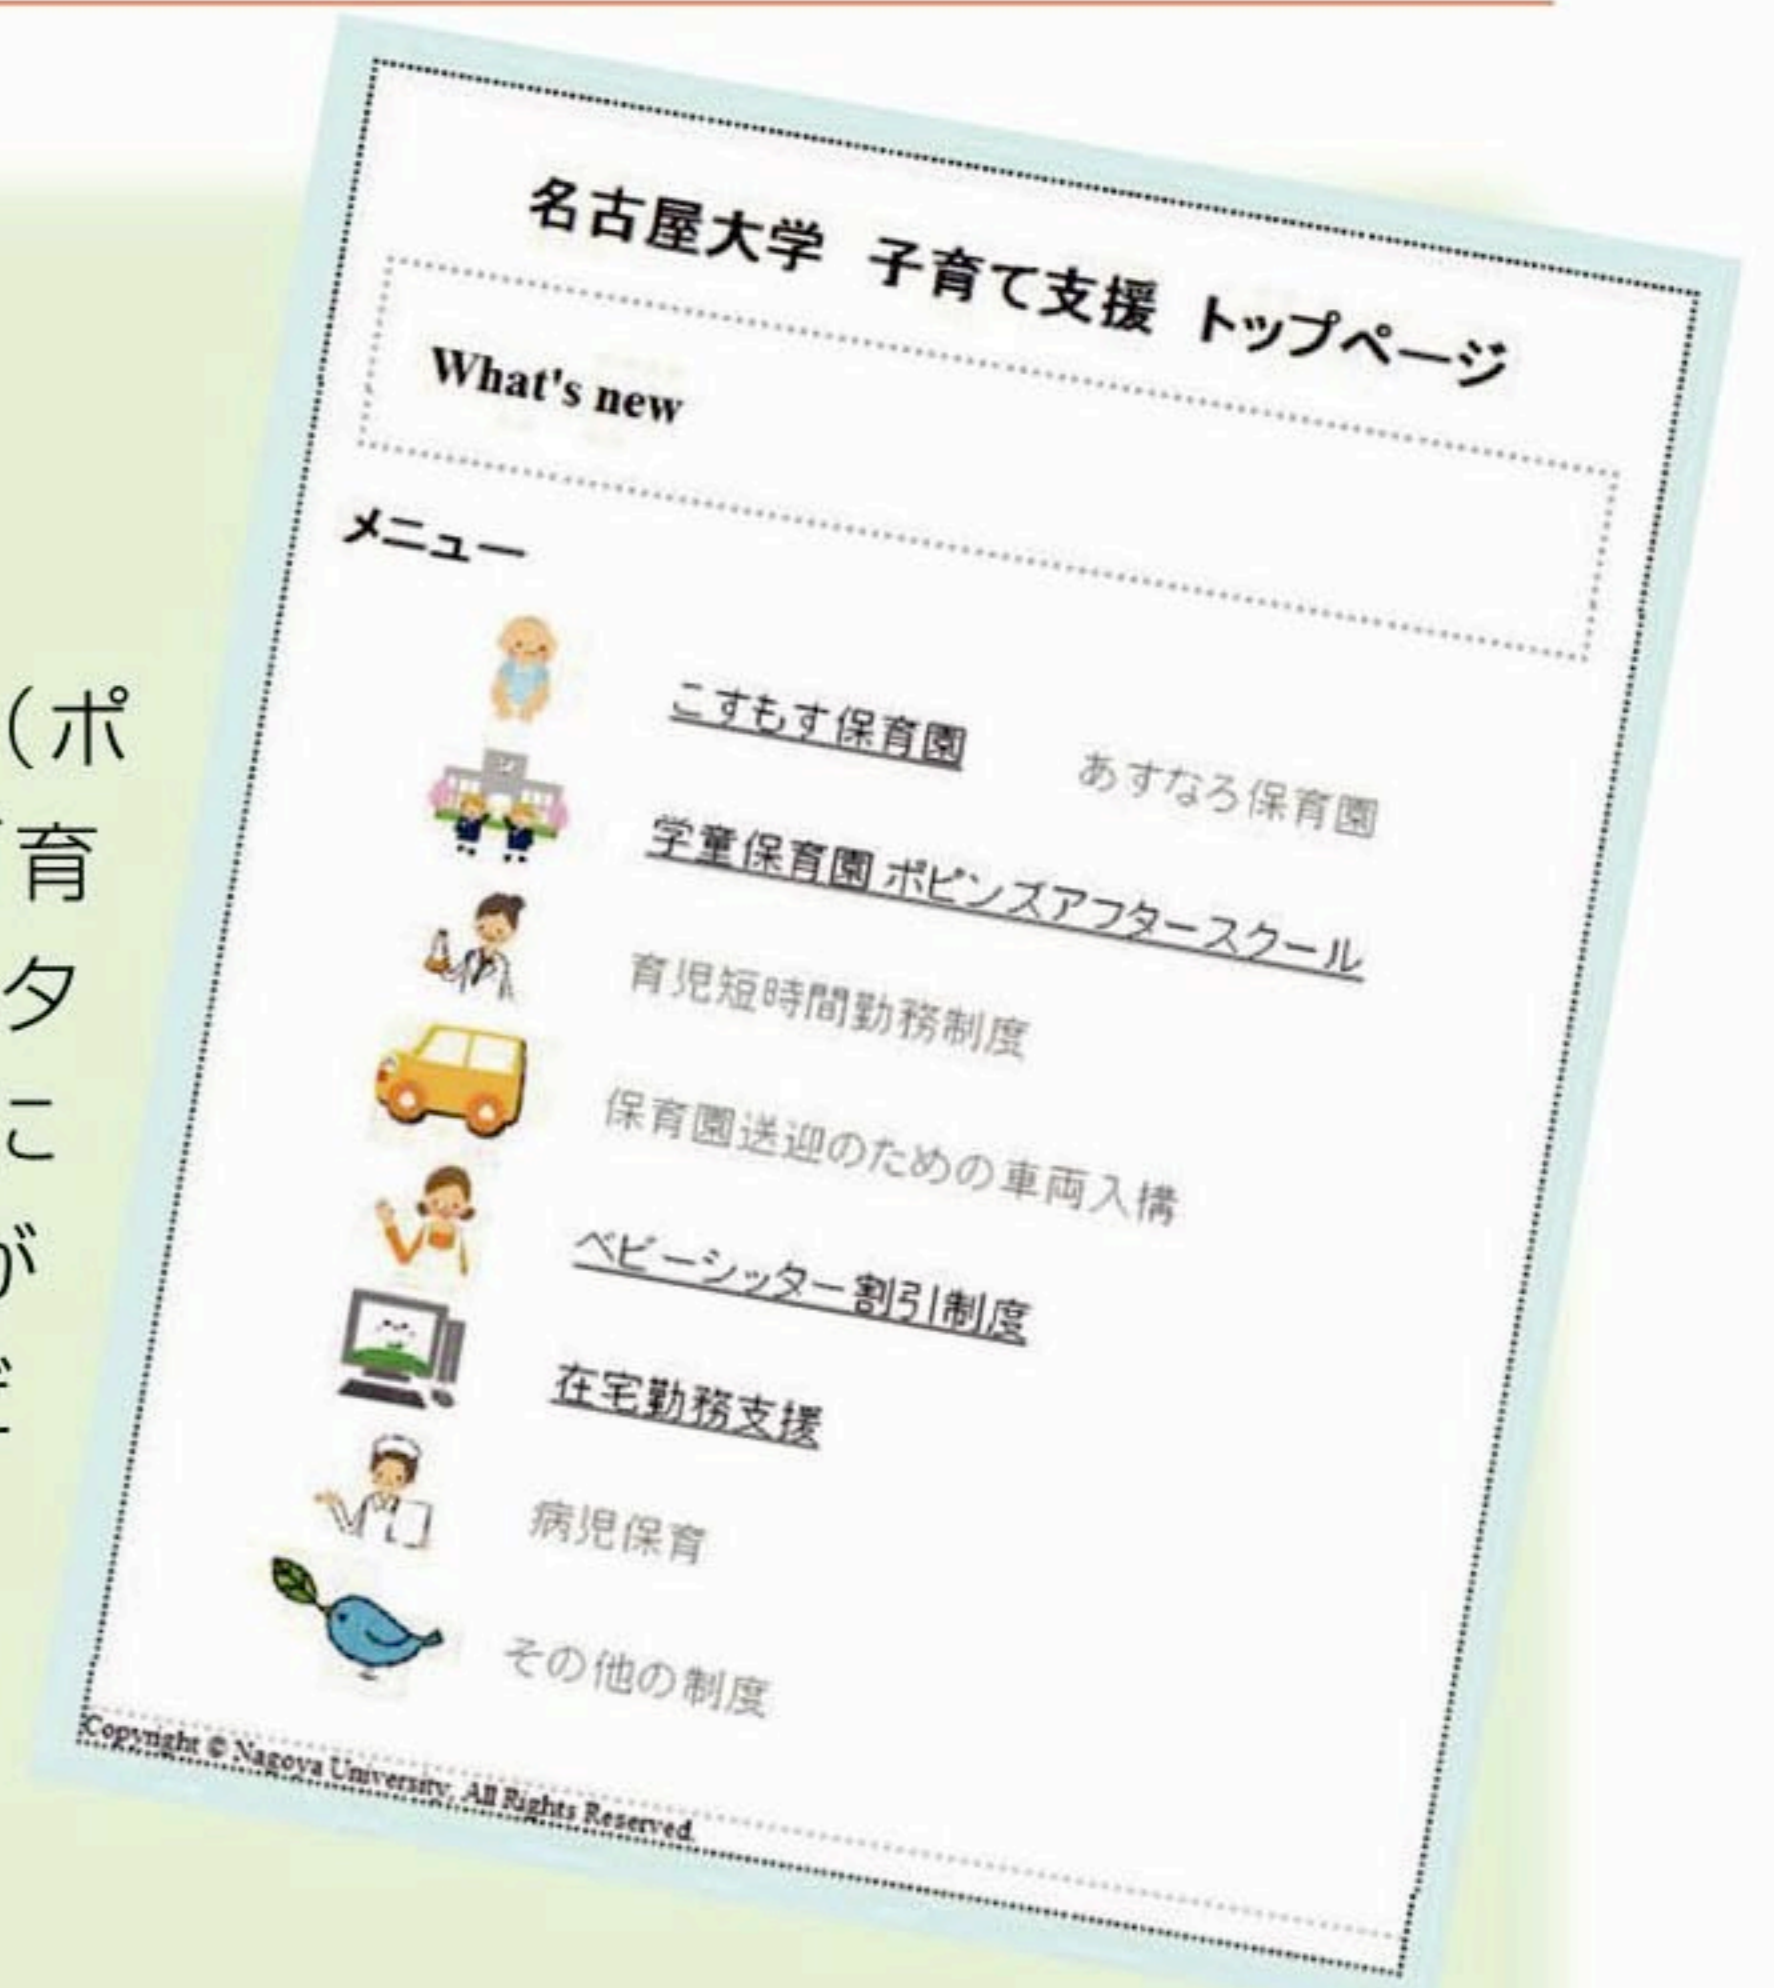 名古屋大学 子育て支援 トップページ
What's new
メニュー
こすもす保育園 あすなろ保育園
学童保育園 ポピンズアフタースクール
育児短時間勤務制度
保育園送迎のための車両入構
ベビーシッター割引制度
在宅勤務支援
病児保育
その他の制度
Copyright © Nagoya University, All Rights Reserved.
（ポ
育
タ
に
が